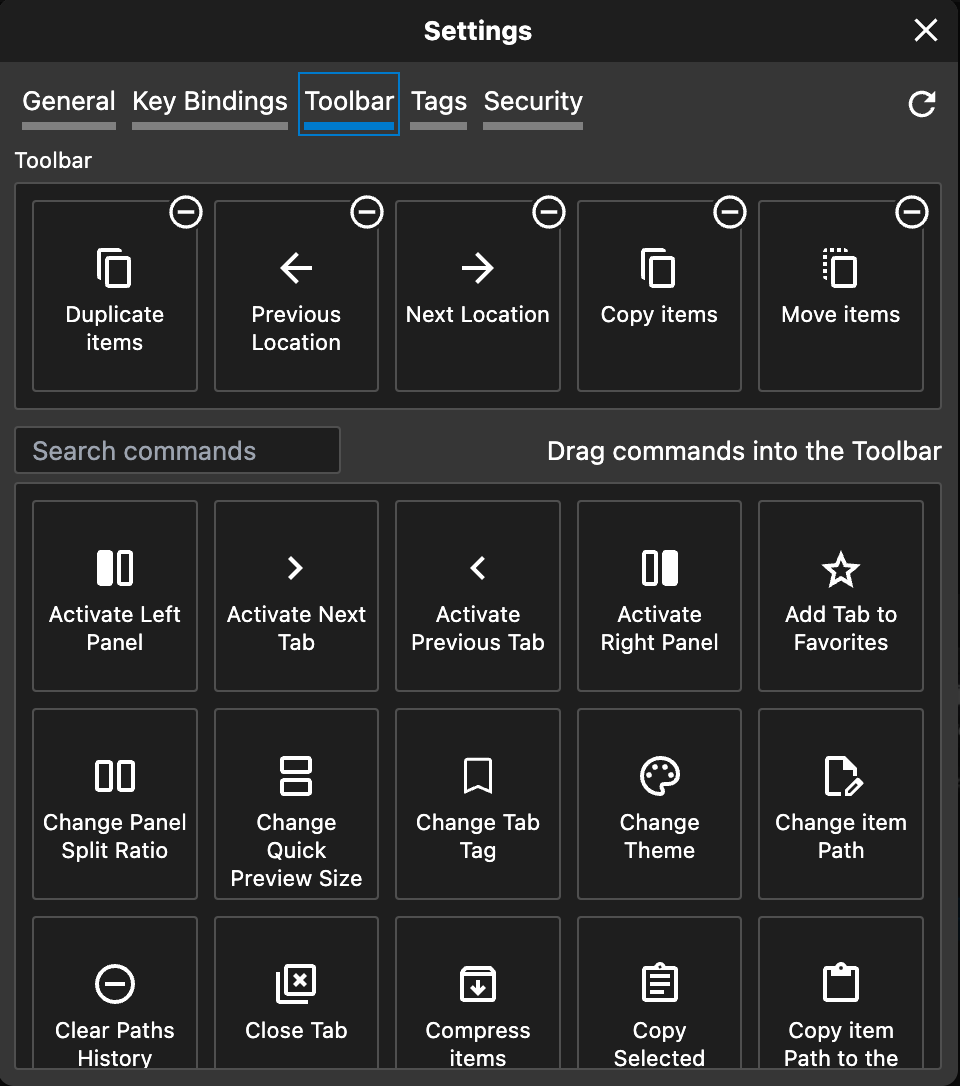 Settings
General Key Bindings Toolbar Tags Security
Toolbar
Duplicate
items
Previous
Location
Next Location
Copy items
Move items
Search commands
Drag commands into the Toolbar
Activate Left
Panel
Activate Next
Tab
Activate
Previous Tab
Activate
Right Panel
Add Tab to
Favorites
Change Panel
Split Ratio
Change
Quick
Preview Size
Change Tab
Tag
Change
Theme
Change item
Path
Clear Paths
History
Close Tab
Compress
items
Copy
Selected
Copy item
Path to the